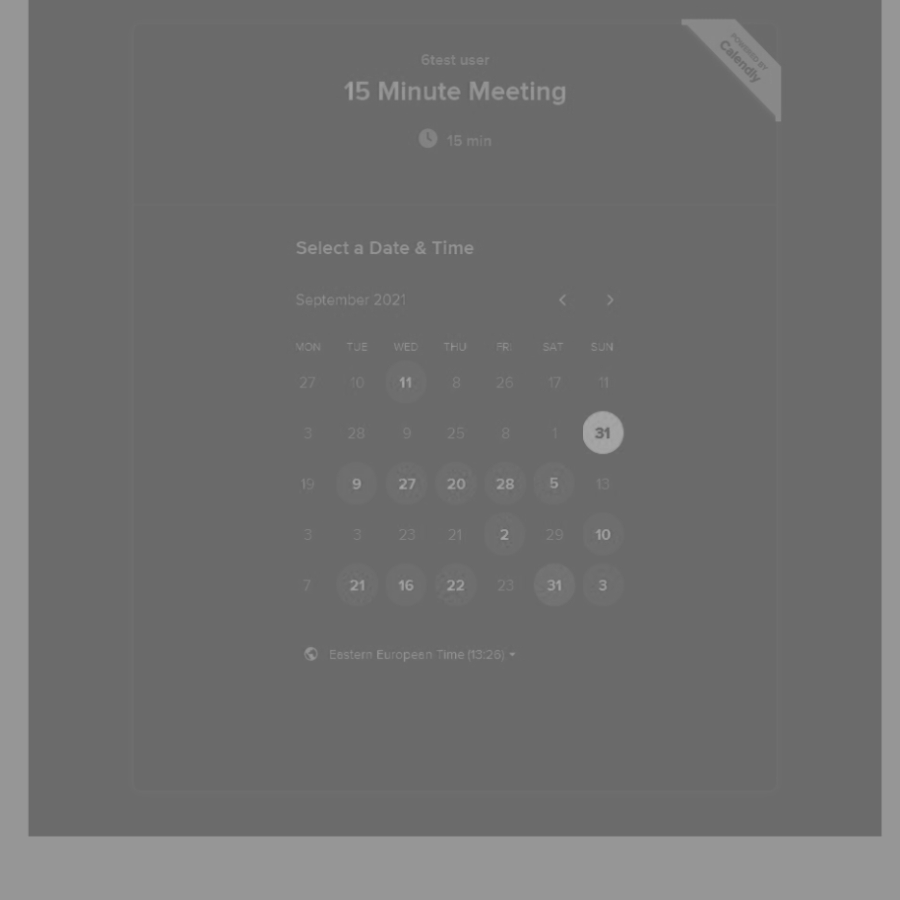 POWERED BY
Calendly
6test user
15 Minute Meeting
15 min
Select a Date & Time
September 2021
MON TUE WED THU FRI SAT SUN
27 10 11 8 26 17 11
3 28 9 25 8 1 31
19 9 27 20 28 5 13
3 3 23 21 2 29 10
7 21 16 22 23 31 3
Eastern European Time (13:26)